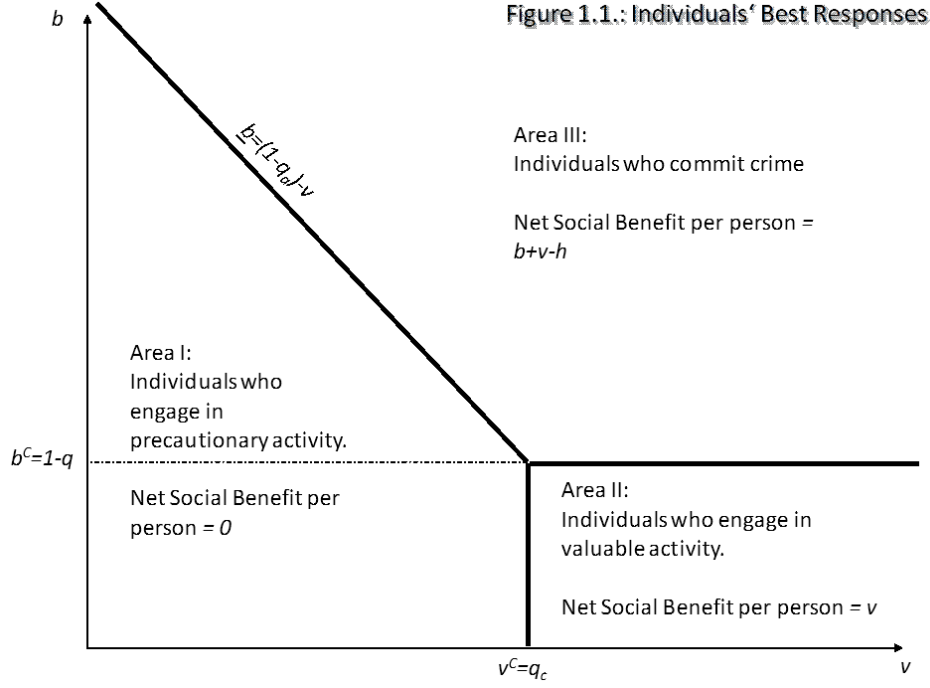 Figure 1.1.: Individuals‘ Best Responses
b
b=(1-qa)-v
Area III:
Individuals who commit crime
Net Social Benefit per person =
b+v-h
Area I:
Individuals who
engage in
precautionary activity.
bC=1-q
Net Social Benefit per
person = 0
Area II:
Individuals who engage in
valuable activity.
Net Social Benefit per person = v
vC=qc
v